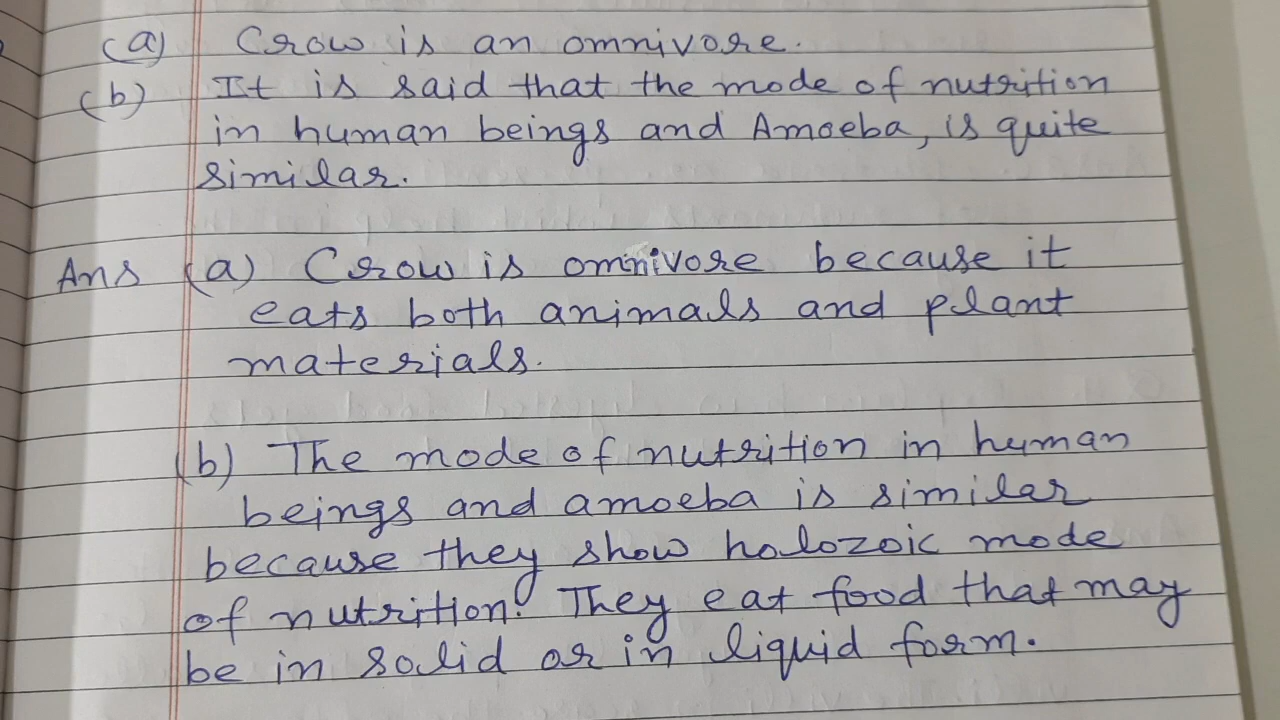 (a) Crow is an omnivore.
(b) It is said that the mode of nutrition
in human beings and Amoeba, is quite
similar.
Ans (a) Crow is omnivore because it
eats both animals and plant
materials.
(b) The mode of nutrition in human
beings and amoeba is similar
because they show holozoic mode
of nutrition. They eat food that may
be in solid or in liquid form.